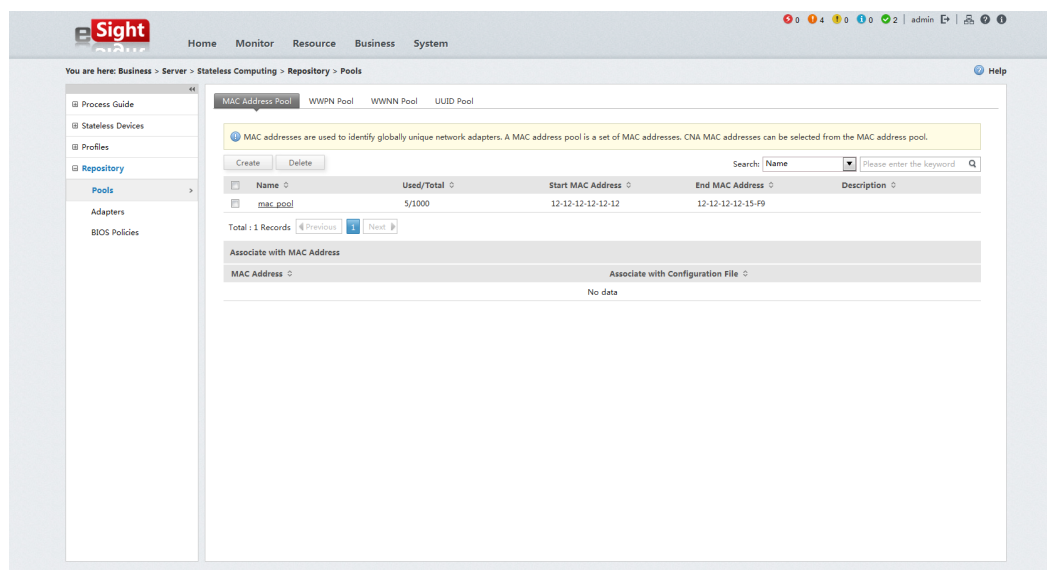 eSight
0 4 0 0 2 | admin
Home Monitor Resource Business System
You are here: Business > Server > Stateless Computing > Repository > Pools
Help
Process Guide
Stateless Devices
Profiles
Repository
Pools
Adapters
BIOS Policies
MAC Address Pool WWPN Pool WWNN Pool UUID Pool
MAC addresses are used to identify globally unique network adapters. A MAC address pool is a set of MAC addresses. CNA MAC addresses can be selected from the MAC address pool.
Create Delete Search: Name Please enter the keyword
Name Used/Total Start MAC Address End MAC Address Description
mac_pool 5/1000 12-12-12-12-12-12 12-12-12-12-15-F9
Total : 1 Records Previous 1 Next
Associate with MAC Address
MAC Address Associate with Configuration File
No data